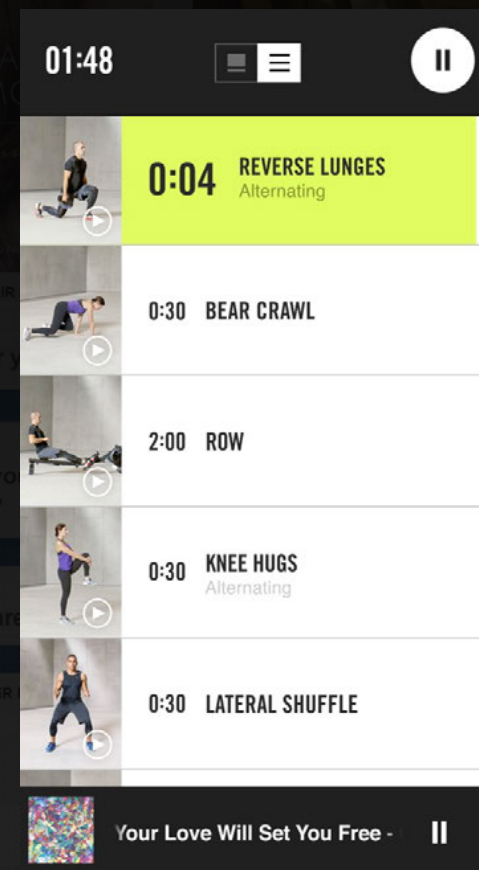 01:48
0:04 REVERSE LUNGES
Alternating
0:30 BEAR CRAWL
2:00 ROW
0:30 KNEE HUGS
Alternating
0:30 LATERAL SHUFFLE
Your Love Will Set You Free -